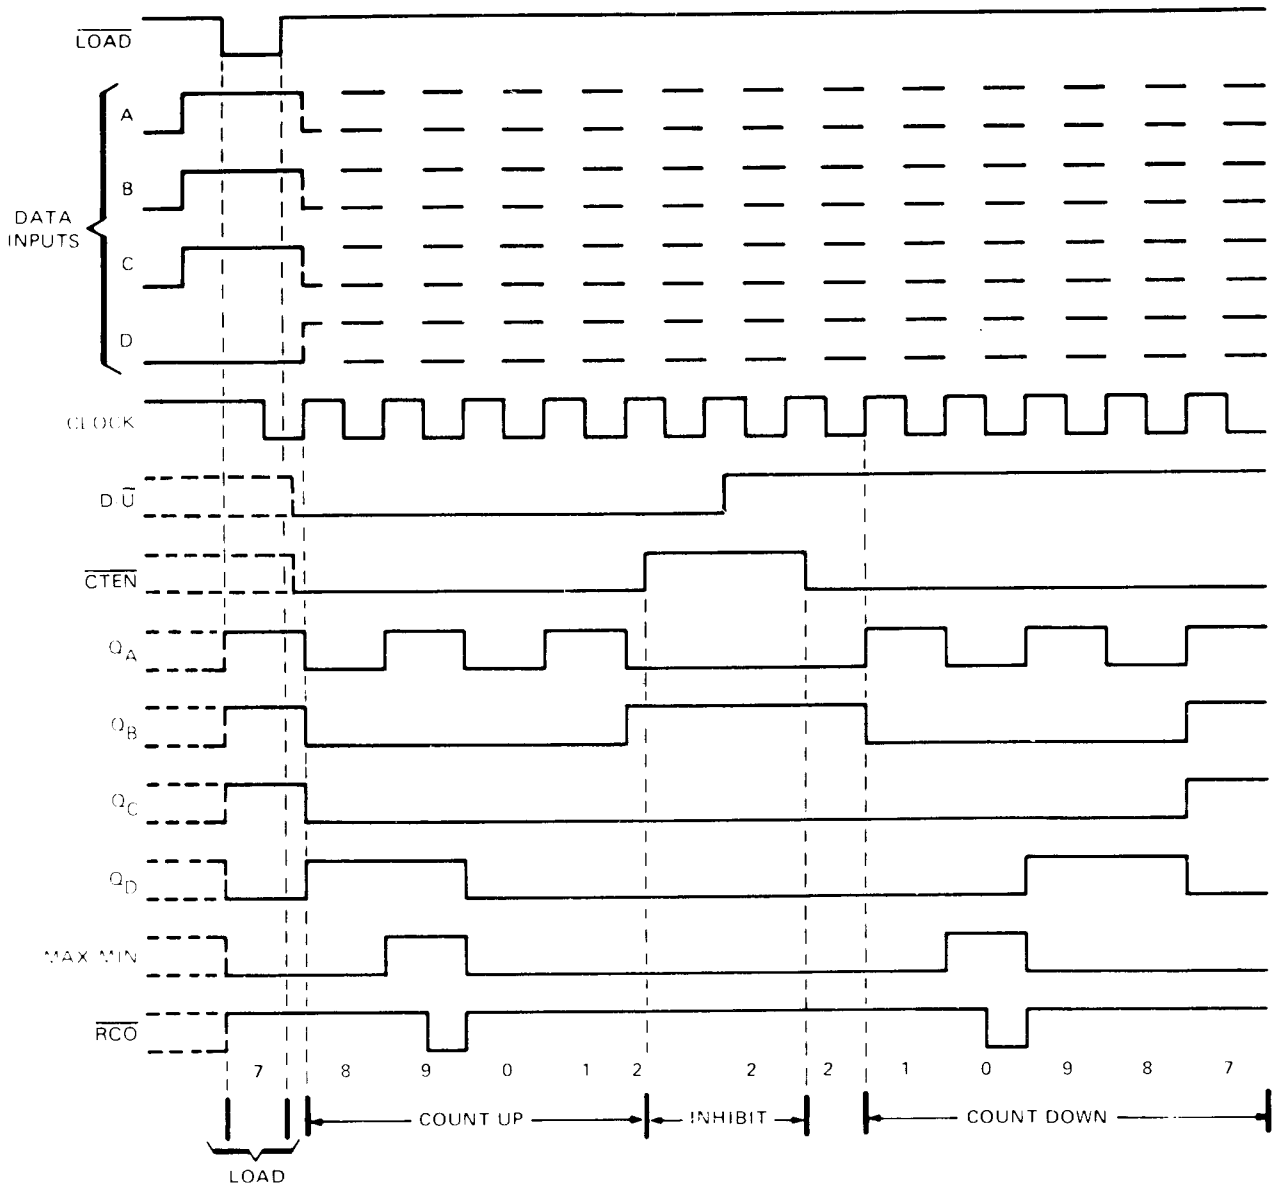 LOAD
DATA
INPUTS
A
B
C
D
CLOCK
D Ū
CTEN
QA
QB
QC
QD
MAX MIN
RCO
7 8 9 0 1 2 2 2 1 0 9 8 7
COUNT UP INHIBIT COUNT DOWN
LOAD